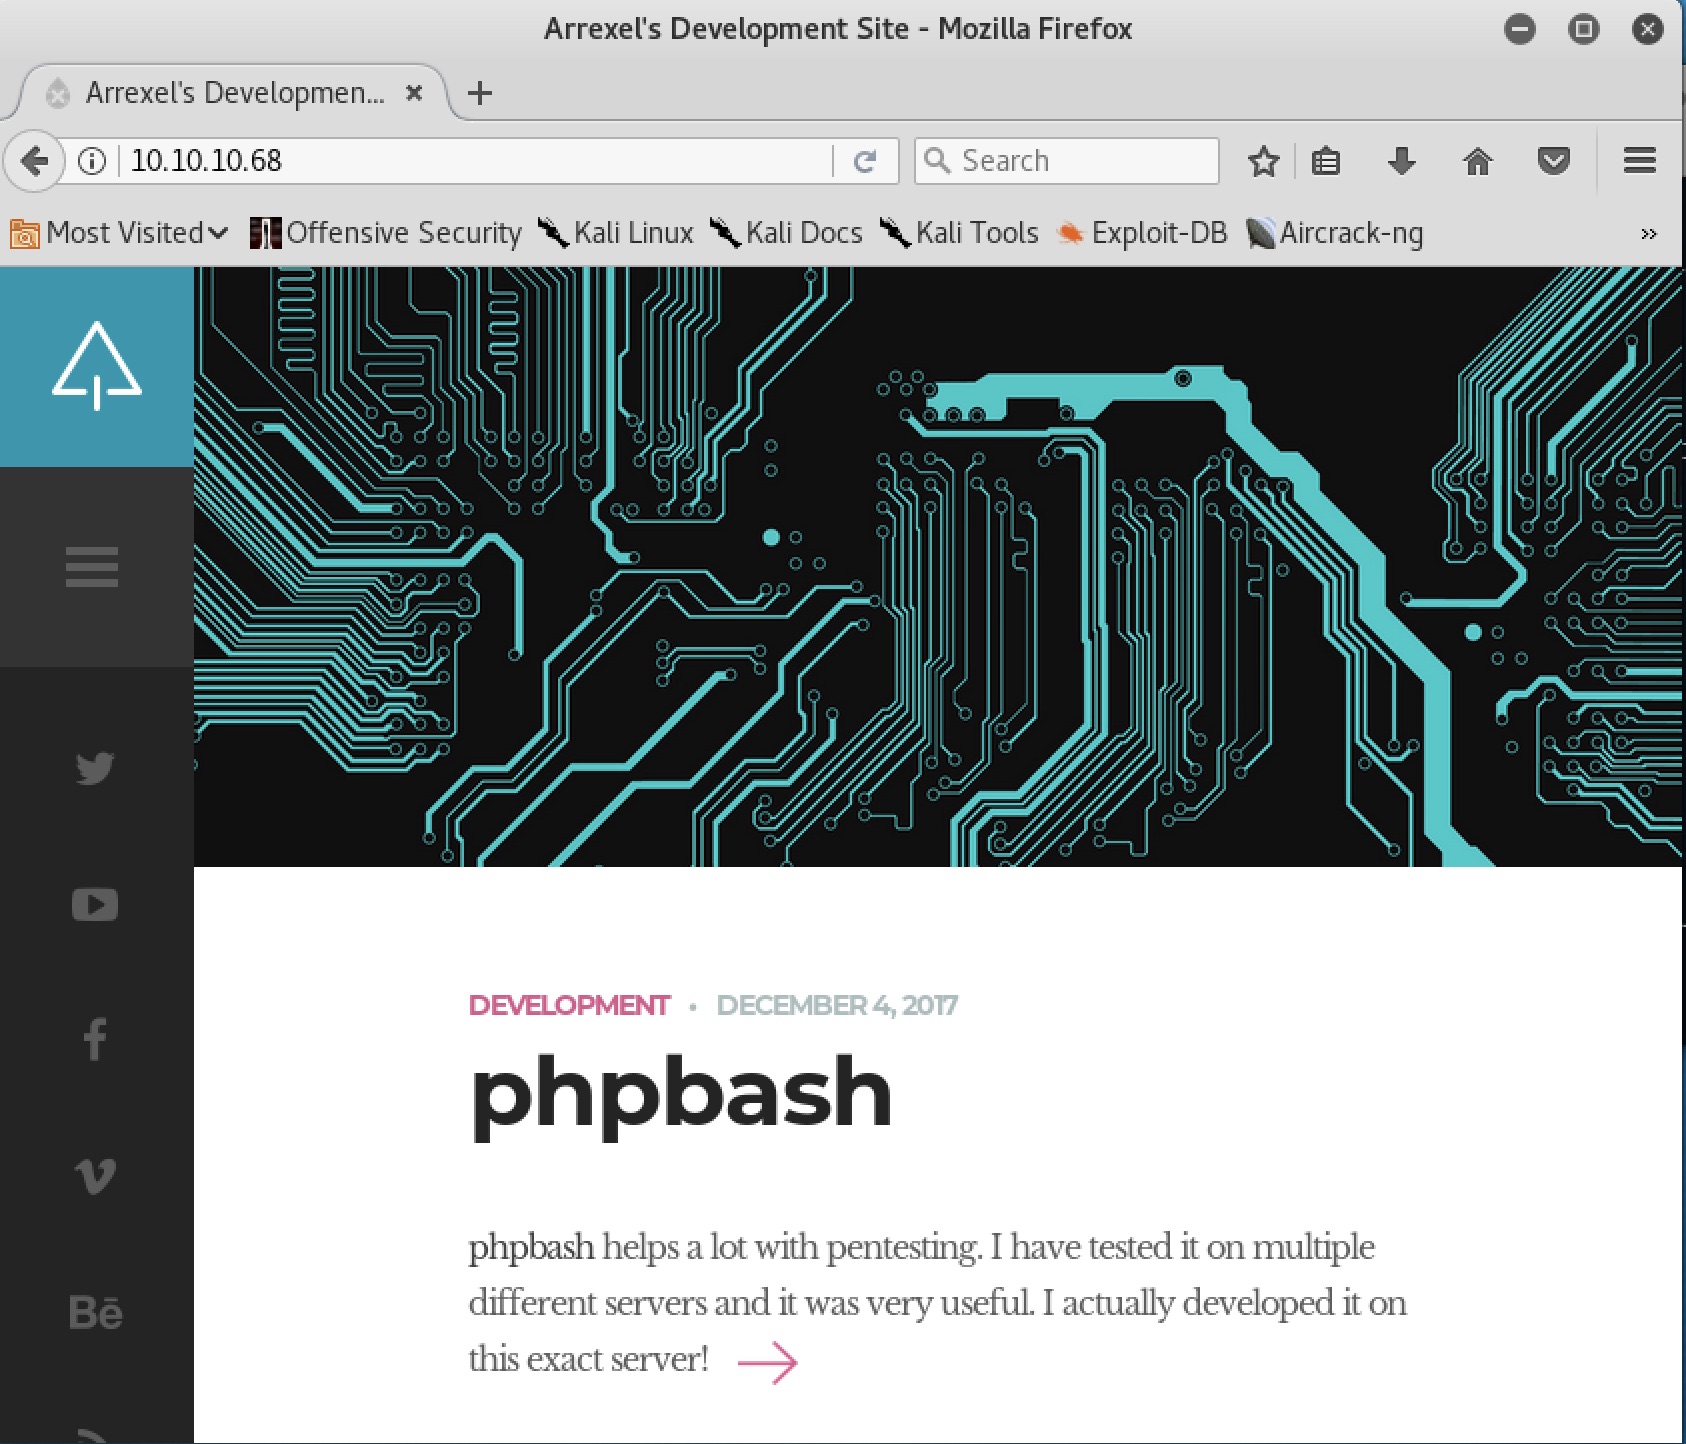 Arrexel's Development Site - Mozilla Firefox
Arrexel's Developmen...
10.10.10.68
Search
Most Visited Offensive Security Kali Linux Kali Docs Kali Tools Exploit-DB Aircrack-ng »
DEVELOPMENT • DECEMBER 4, 2017
phpbash
phpbash helps a lot with pentesting. I have tested it on multiple
different servers and it was very useful. I actually developed it on
this exact server!
Bē